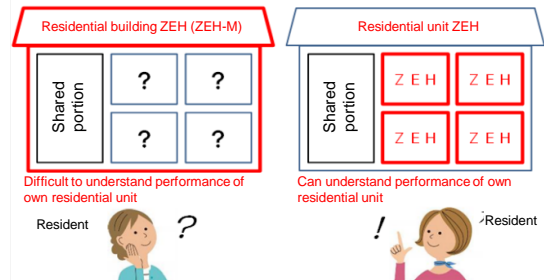 Residential building ZEH (ZEH-M)
Shared
portion
?
?
?
?
Difficult to understand performance of
own residential unit
Resident
?
Residential unit ZEH
Shared
portion
ZEH
ZEH
ZEH
ZEH
Can understand performance of own
residential unit
!
Resident